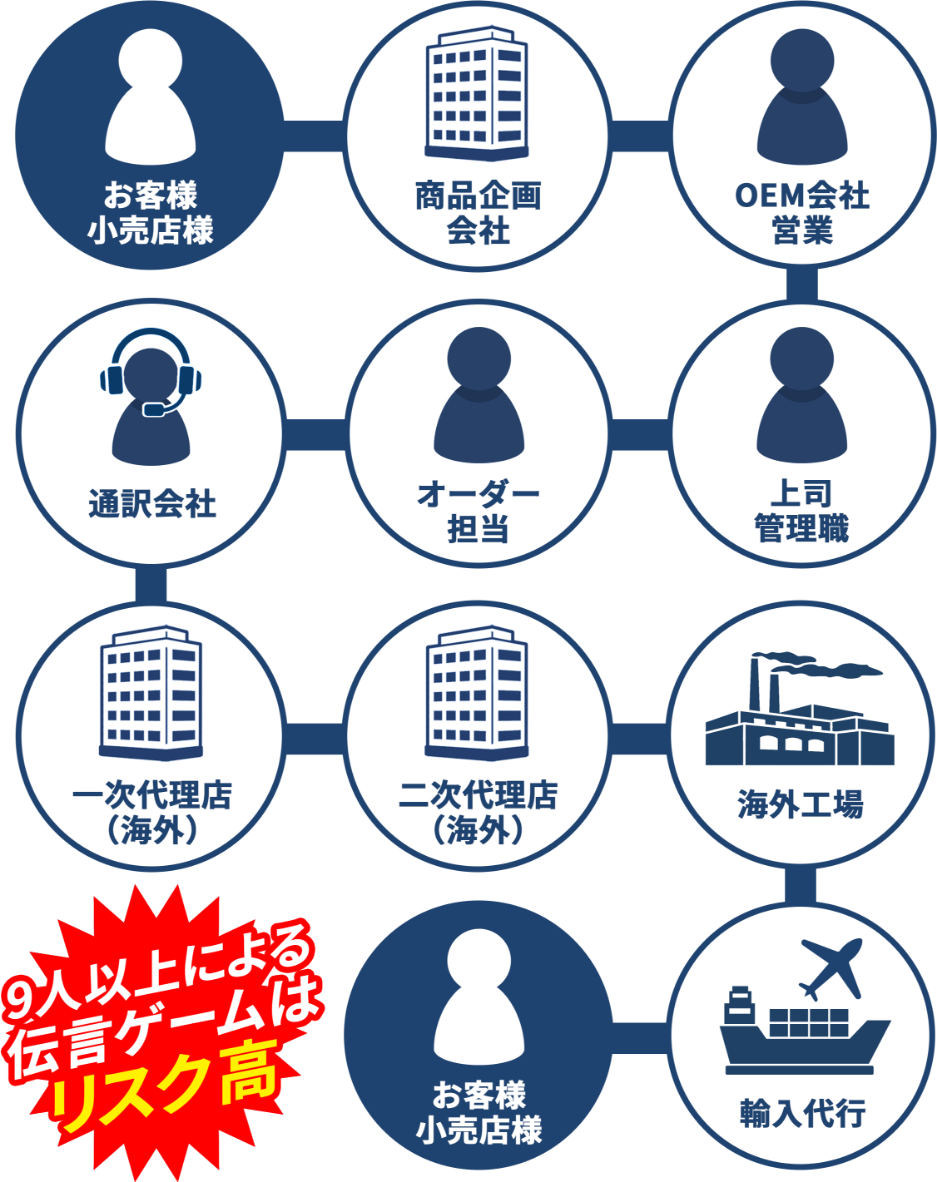 お客様
小売店様
商品企画
会社
OEM会社
営業
通訳会社
オーダー
担当
上司
管理職
一次代理店
（海外）
二次代理店
（海外）
海外工場
9人以上による
伝言ゲームは
リスク高
お客様
小売店様
輸入代行